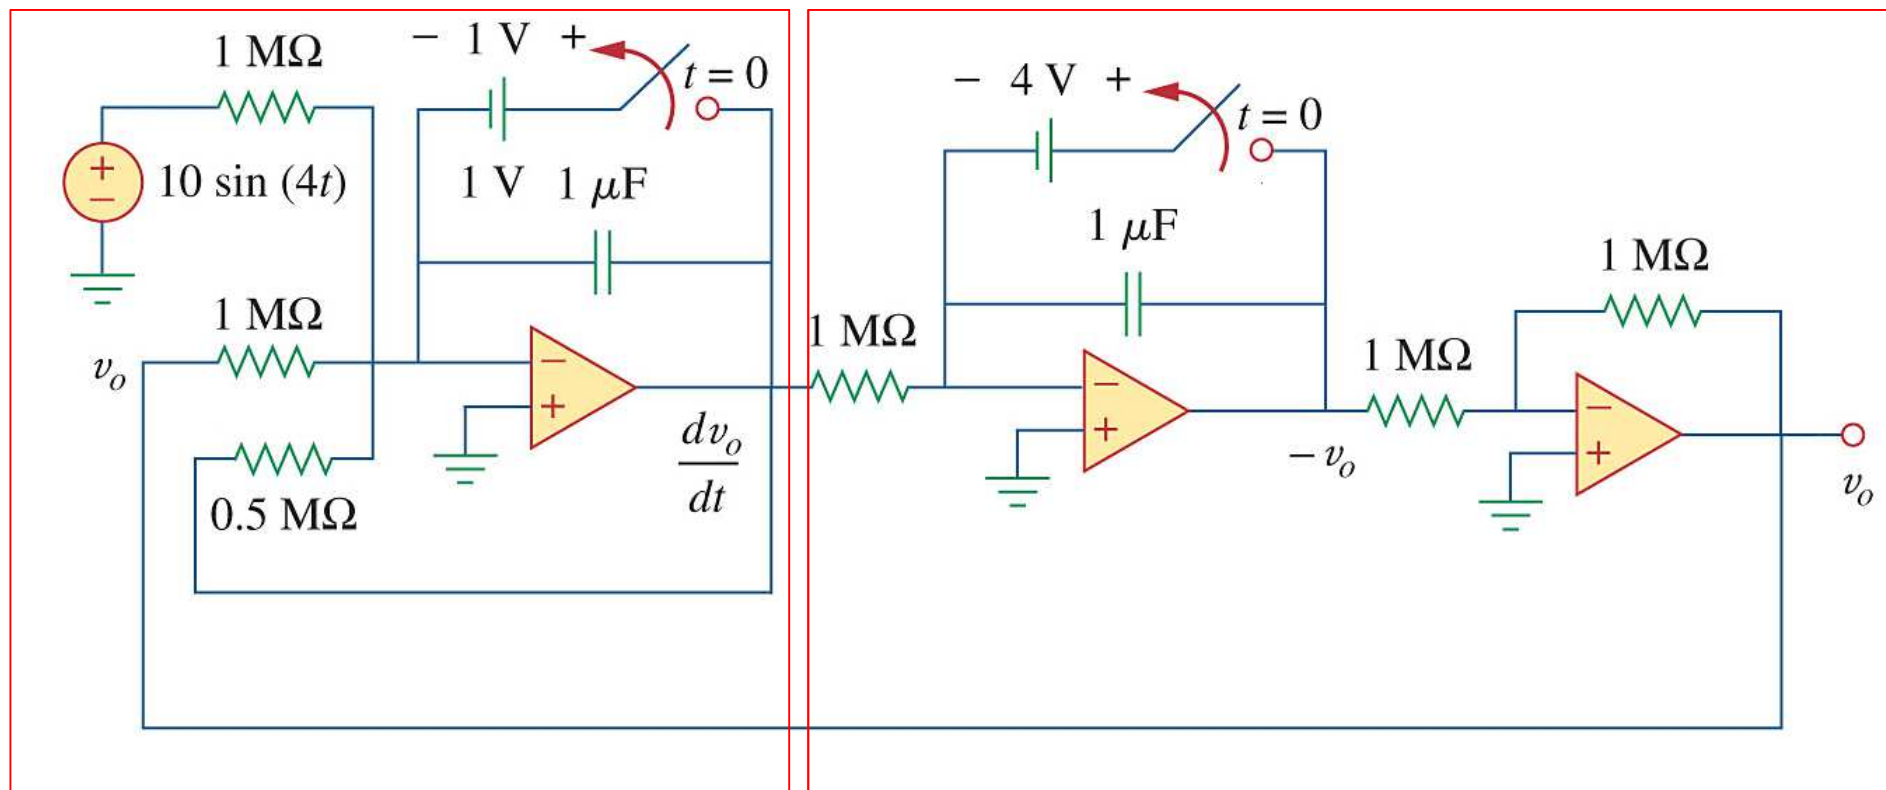 − 1 V +
1 MΩ
t = 0
+
−
10 sin (4t)
1 V
1 μF
1 MΩ
v_o
−
+
dv_o
dt
0.5 MΩ
− 4 V +
t = 0
1 μF
1 MΩ
−
+
− v_o
1 MΩ
1 MΩ
−
+
v_o